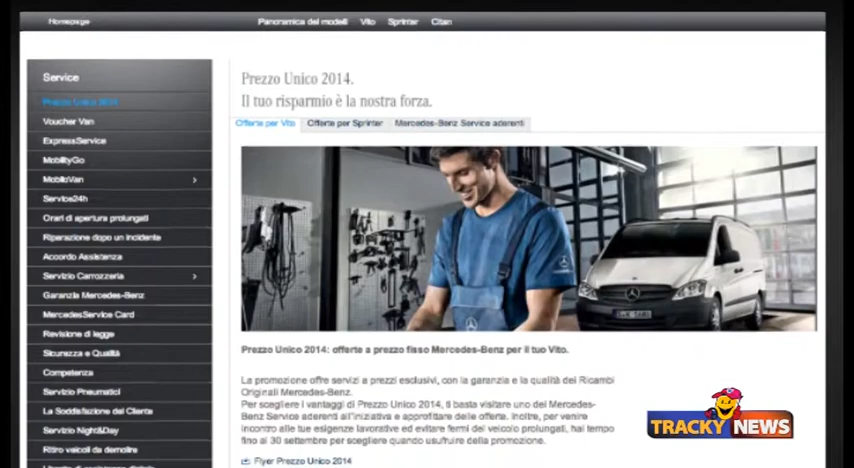 Homepage
Panoramica dei modelli Vito Sprinter Citan
Service
Prezzo Unico 2014
Voucher Van
ExpressService
MobilityGo
MobiloVan
Service24h
Orari di apertura prolungati
Riparazione dopo un incidente
Accordo Assistenza
Servizio Carrozzeria
Garanzia Mercedes-Benz
MercedesService Card
Revisione di legge
Sicurezza e Qualità
Competenza
Servizio Pneumatici
La Soddisfazione del Cliente
Servizio Night&Day
Ritiro veicoli da demolire
Prezzo Unico 2014.
Il tuo risparmio è la nostra forza.
Offerte per Vito Offerte per Sprinter Mercedes-Benz Service aderenti
Prezzo Unico 2014: offerte a prezzo fisso Mercedes-Benz per il tuo Vito.
La promozione offre servizi a prezzi esclusivi, con la garanzia e la qualità dei Ricambi
Originali Mercedes-Benz.
Per scegliere i vantaggi di Prezzo Unico 2014, ti basta visitare uno dei Mercedes-
Benz Service aderenti all'iniziativa e approfittare delle offerte. Inoltre, per venire
incontro alle tue esigenze lavorative ed evitare fermi del veicolo prolungati, hai tempo
fino al 30 settembre per scegliere quando usufruire della promozione.
Flyer Prezzo Unico 2014
TRACKY NEWS